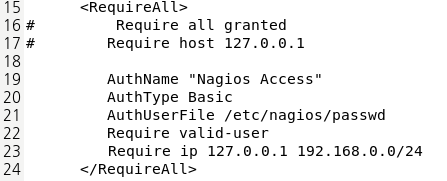 15      <RequireAll>
16 #         Require all granted
17 #        Require host 127.0.0.1
18
19         AuthName "Nagios Access"
20         AuthType Basic
21         AuthUserFile /etc/nagios/passwd
22         Require valid-user
23         Require ip 127.0.0.1 192.168.0.0/24
24      </RequireAll>